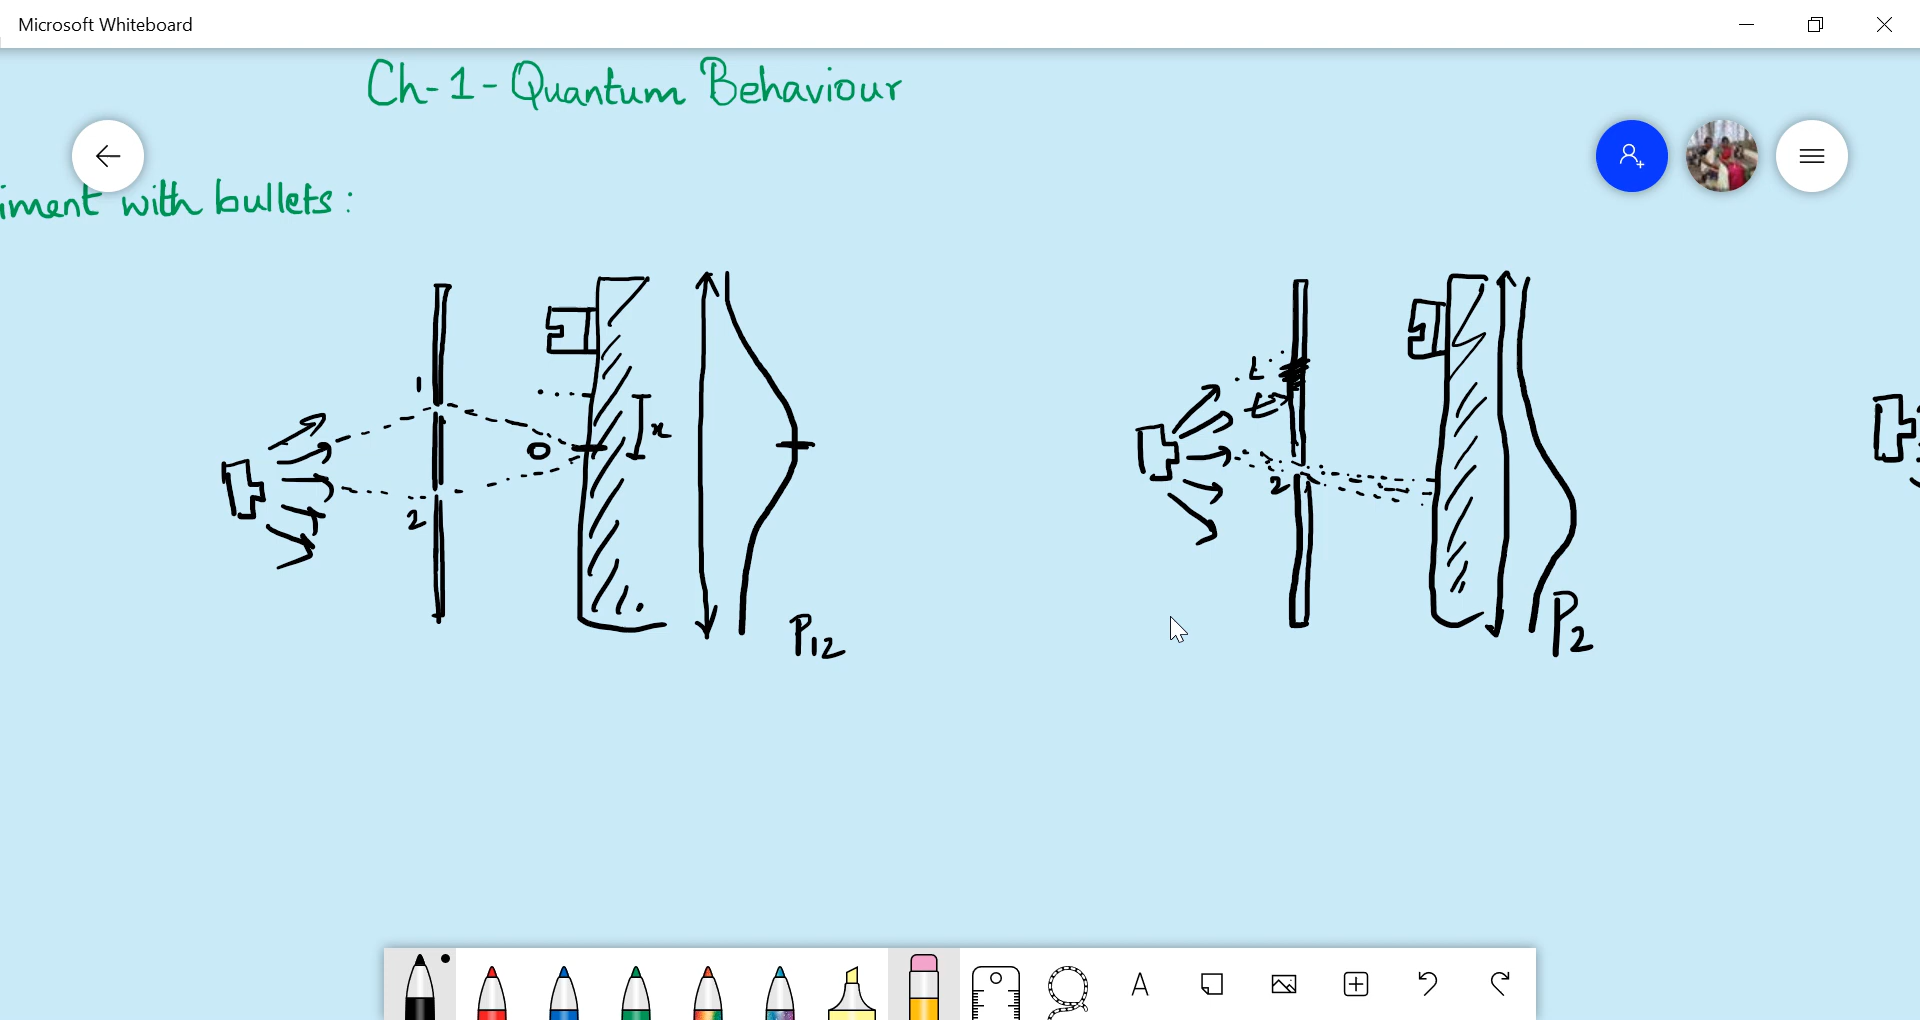 Microsoft Whiteboard
Ch-1-Quantum Behaviour
iment with bullets:
1
x
O
2
P12
2
P2
A